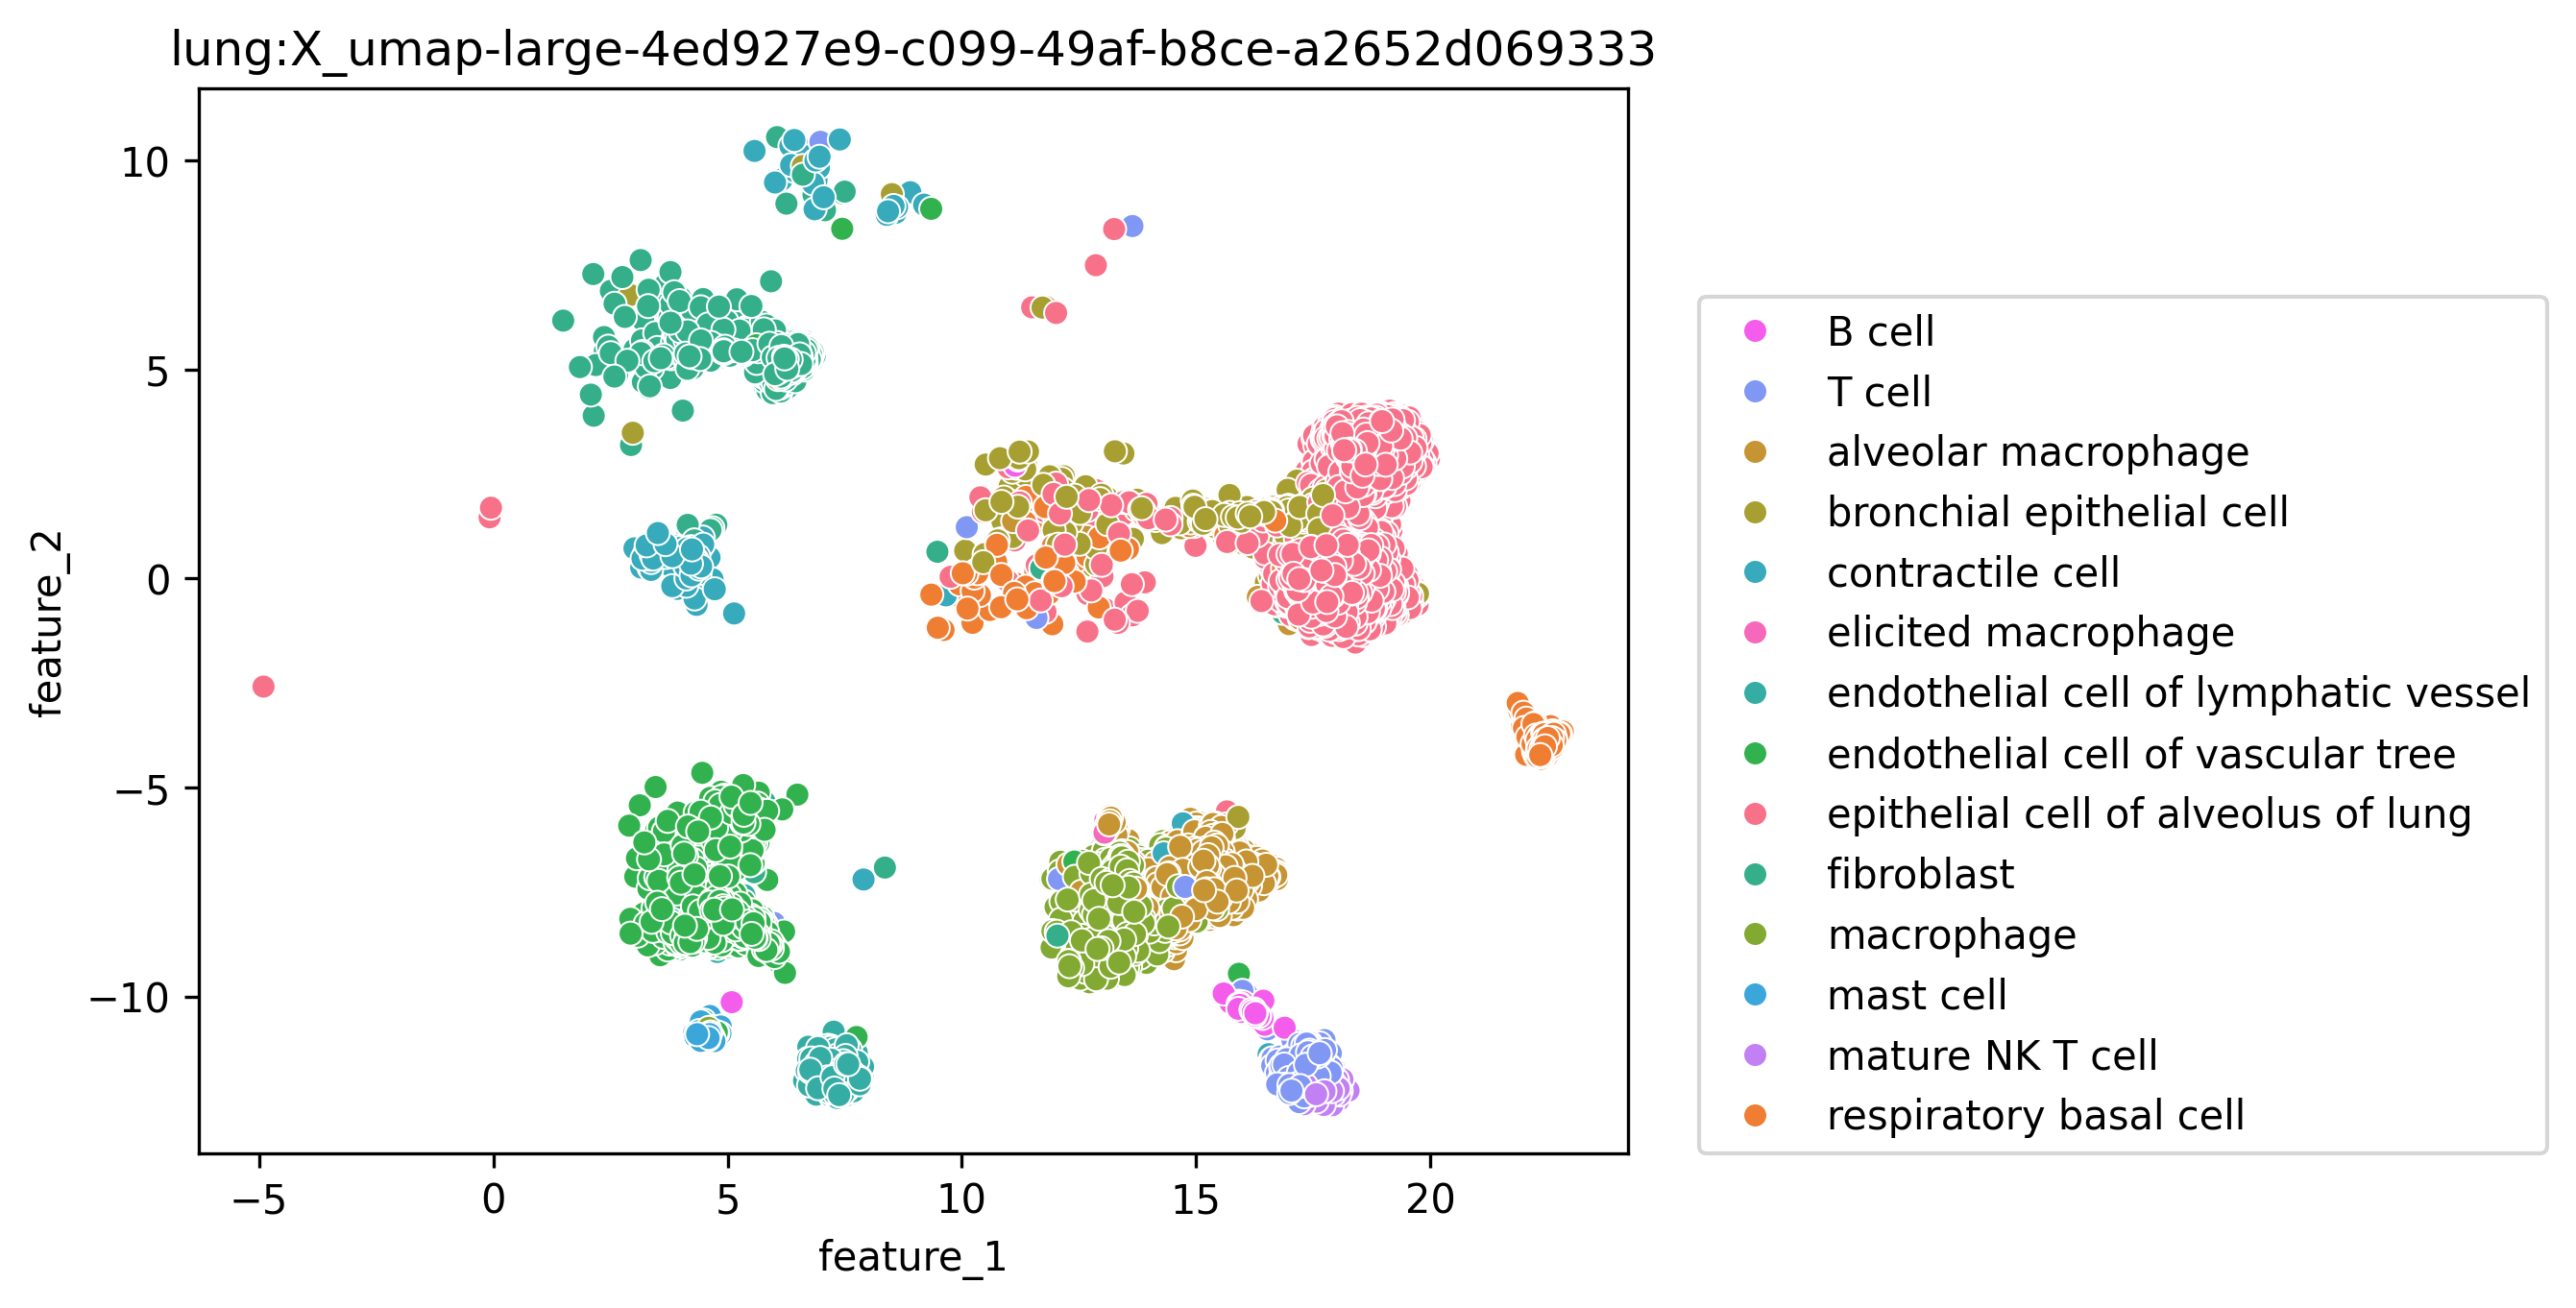 lung:X_umap-large-4ed927e9-c099-49af-b8ce-a2652d069333
10
5
0
−5
−10
feature_2
−5
0
5
10
15
20
feature_1
B cell
T cell
alveolar macrophage
bronchial epithelial cell
contractile cell
elicited macrophage
endothelial cell of lymphatic vessel
endothelial cell of vascular tree
epithelial cell of alveolus of lung
fibroblast
macrophage
mast cell
mature NK T cell
respiratory basal cell